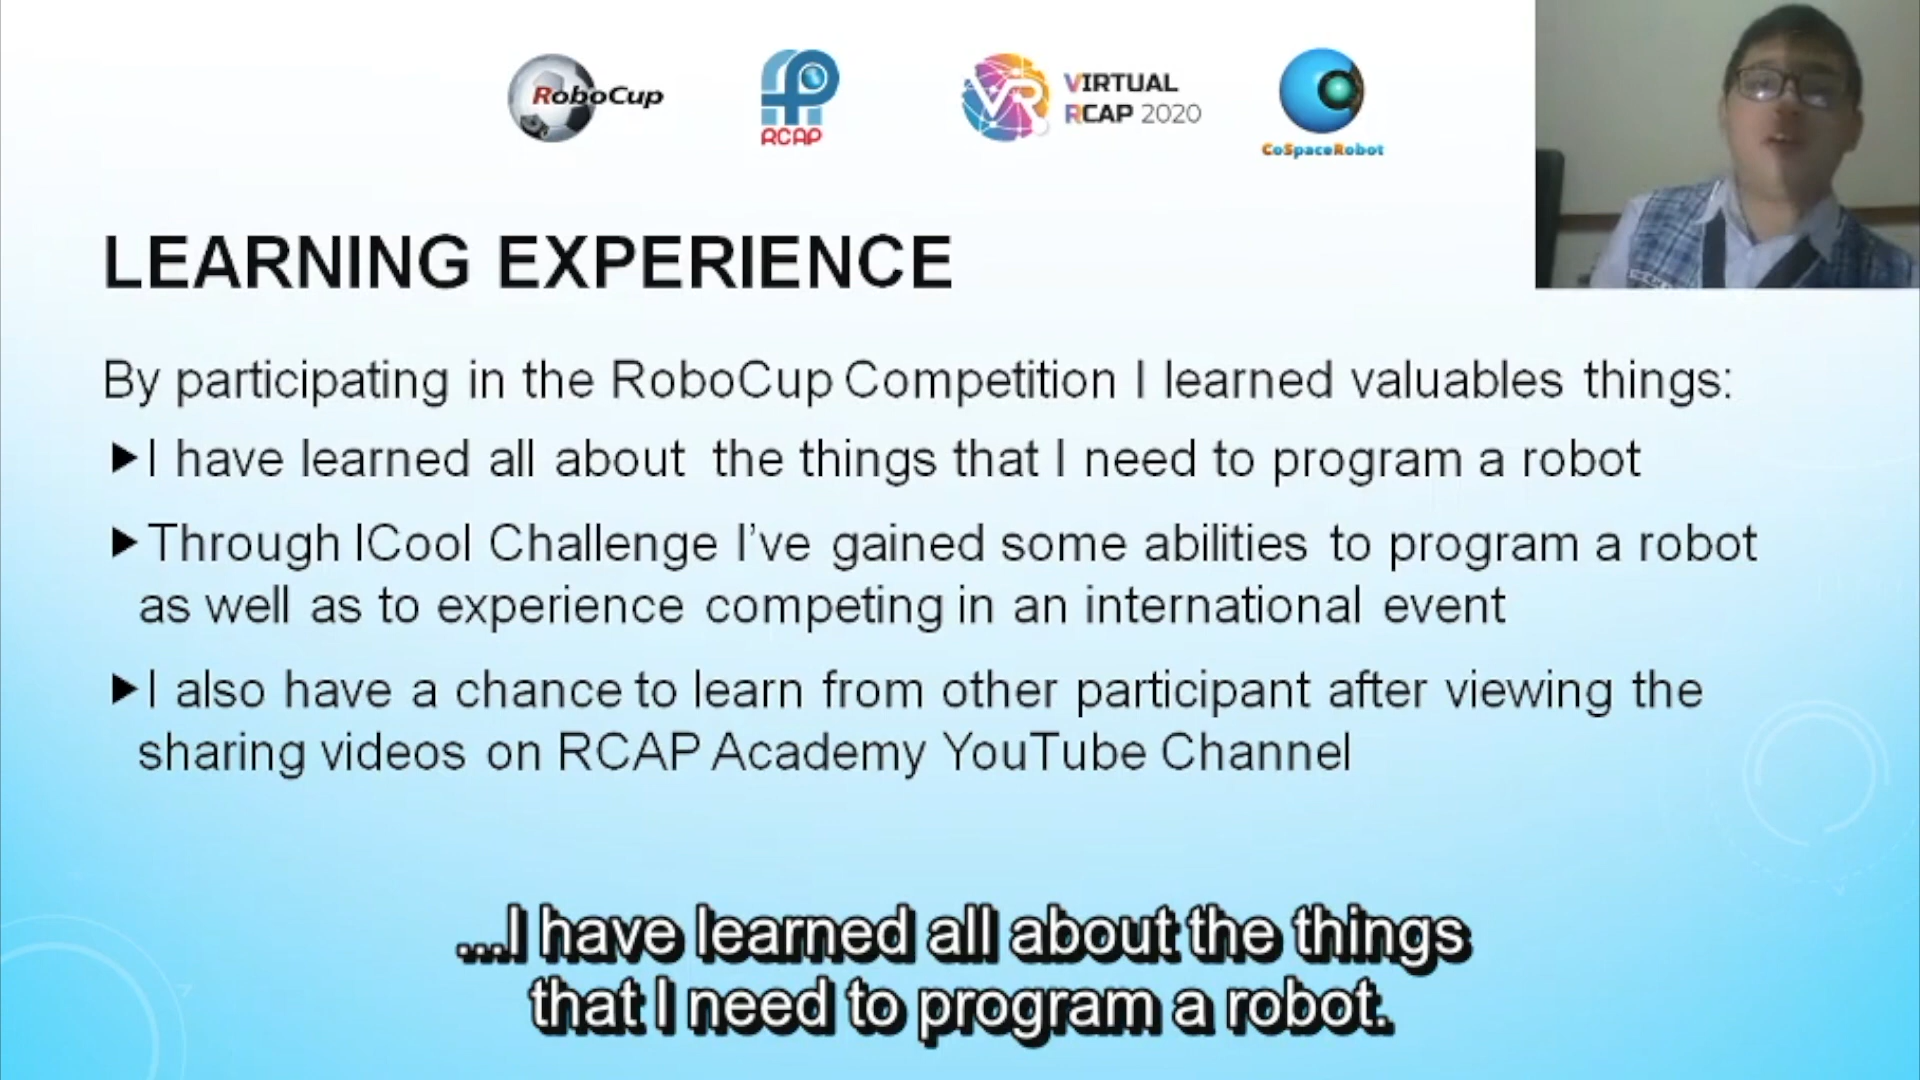 RoboCup
RCAP
VR
VIRTUAL
RCAP 2020
CoSpaceRobot
LEARNING EXPERIENCE
By participating in the RoboCup Competition I learned valuables things:
I have learned all about the things that I need to program a robot
Through ICool Challenge I've gained some abilities to program a robot
as well as to experience competing in an international event
I also have a chance to learn from other participant after viewing the
sharing videos on RCAP Academy YouTube Channel
...I have learned all about the things
that I need to program a robot.